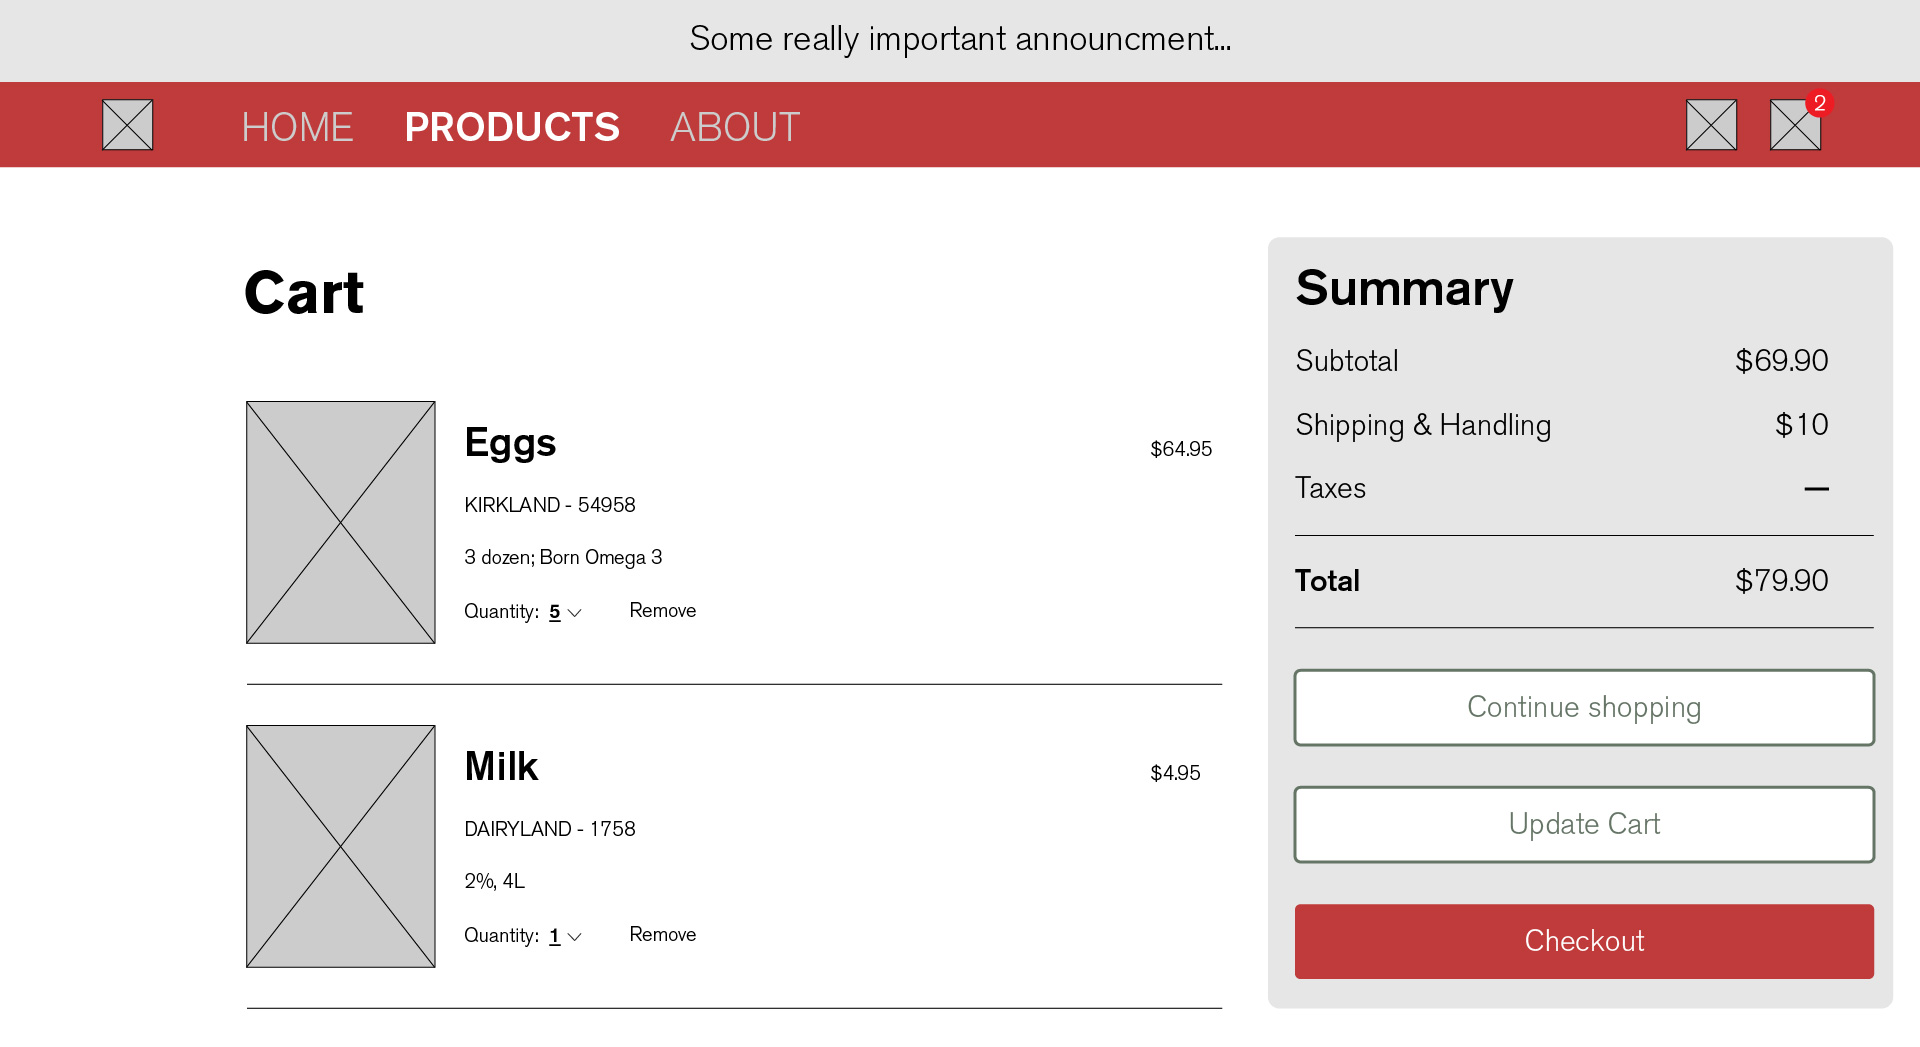 Some really important announcment...
HOME PRODUCTS ABOUT
2
Cart
Eggs
$64.95
KIRKLAND - 54958
3 dozen; Born Omega 3
Quantity: 5 Remove
Milk
$4.95
DAIRYLAND - 1758
2%, 4L
Quantity: 1 Remove
Summary
Subtotal $69.90
Shipping & Handling $10
Taxes —
Total $79.90
Continue shopping
Update Cart
Checkout